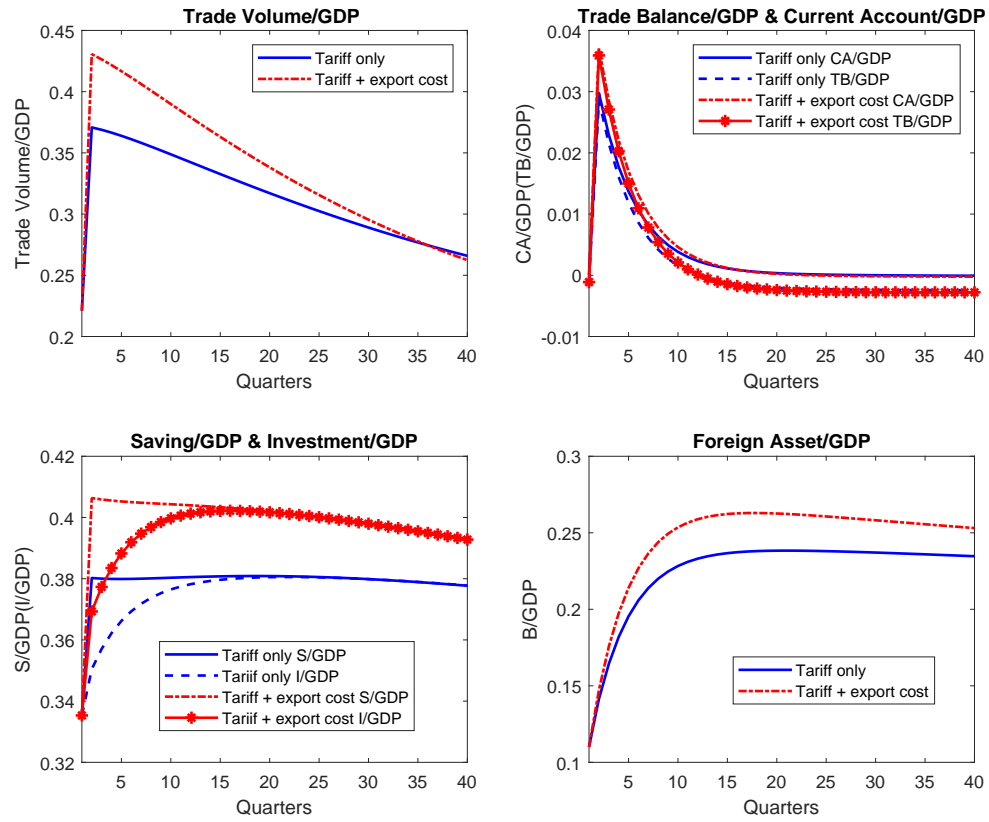 Trade Volume/GDP
Trade Volume/GDP
0.45
0.4
0.35
0.3
0.25
0.2
5 10 15 20 25 30 35 40
Quarters
Tariff only
Tariff + export cost
Trade Balance/GDP & Current Account/GDP
CA/GDP(TB/GDP)
0.04
0.03
0.02
0.01
0
-0.01
5 10 15 20 25 30 35 40
Quarters
Tariff only CA/GDP
Tariff only TB/GDP
Tariff + export cost CA/GDP
Tariff + export cost TB/GDP
Saving/GDP & Investment/GDP
S/GDP(I/GDP)
0.42
0.4
0.38
0.36
0.34
0.32
5 10 15 20 25 30 35 40
Quarters
Tariff only S/GDP
Tariff only I/GDP
Tariff + export cost S/GDP
Tariif + export cost I/GDP
Foreign Asset/GDP
B/GDP
0.3
0.25
0.2
0.15
0.1
5 10 15 20 25 30 35 40
Quarters
Tariff only
Tariff + export cost